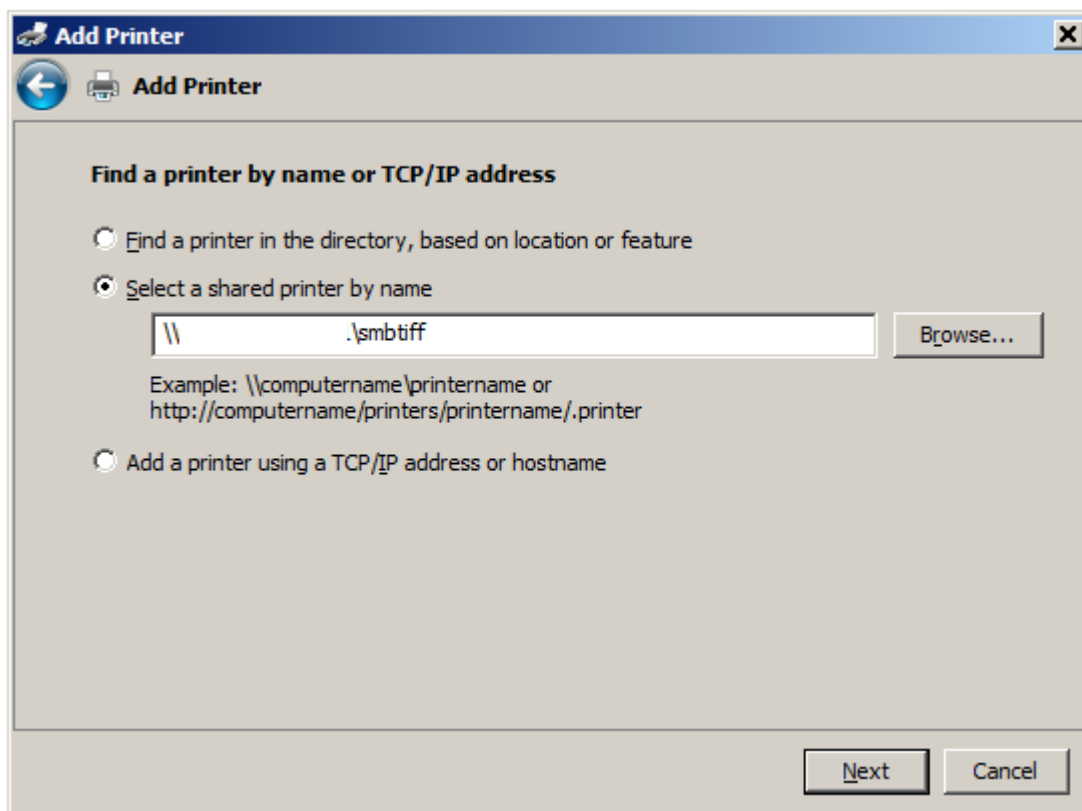 Add Printer
Add Printer
Find a printer by name or TCP/IP address
Find a printer in the directory, based on location or feature
Select a shared printer by name
\\ .\smbtiff
Browse...
Example: \\computername\printername or
http://computername/printers/printername/.printer
Add a printer using a TCP/IP address or hostname
Next
Cancel